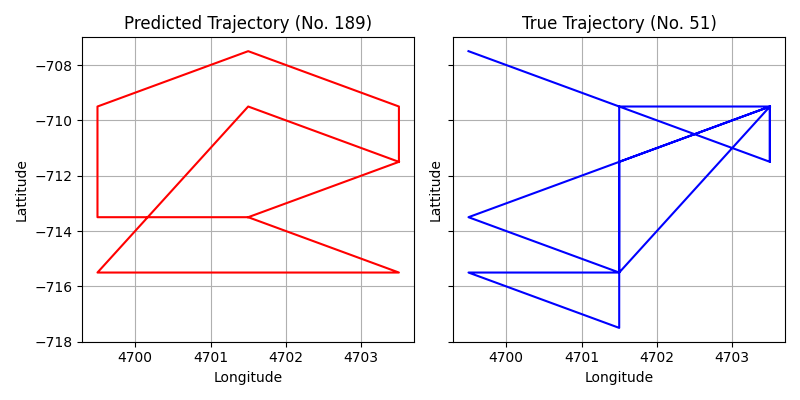 Predicted Trajectory (No. 189)
True Trajectory (No. 51)
Lattitude
−708
−710
−712
−714
−716
−718
4700
4701
4702
4703
Longitude
Lattitude
4700
4701
4702
4703
Longitude